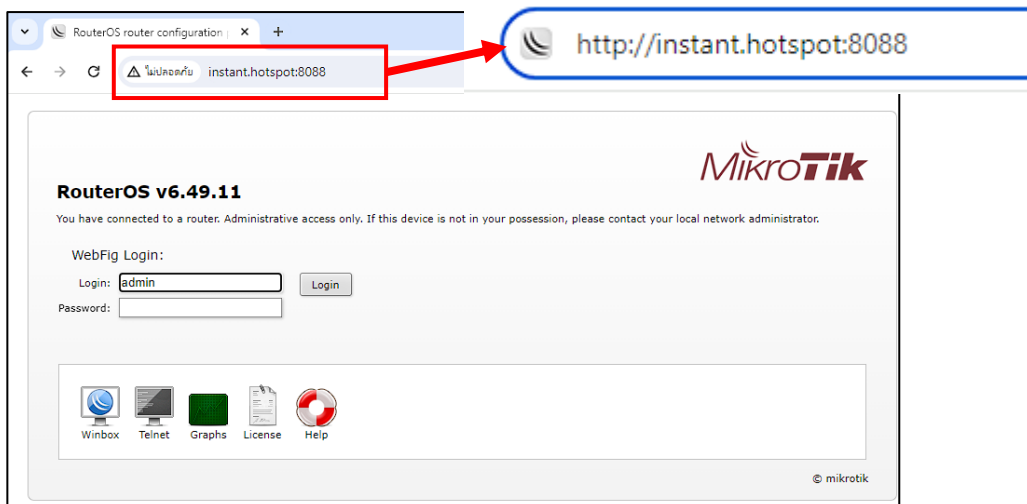 RouterOS router configuration
ไม่ปลอดภัย instant.hotspot:8088
http://instant.hotspot:8088
MikroTik
RouterOS v6.49.11
You have connected to a router. Administrative access only. If this device is not in your possession, please contact your local network administrator.
WebFig Login:
Login: admin Login
Password:
Winbox Telnet Graphs License Help
© mikrotik